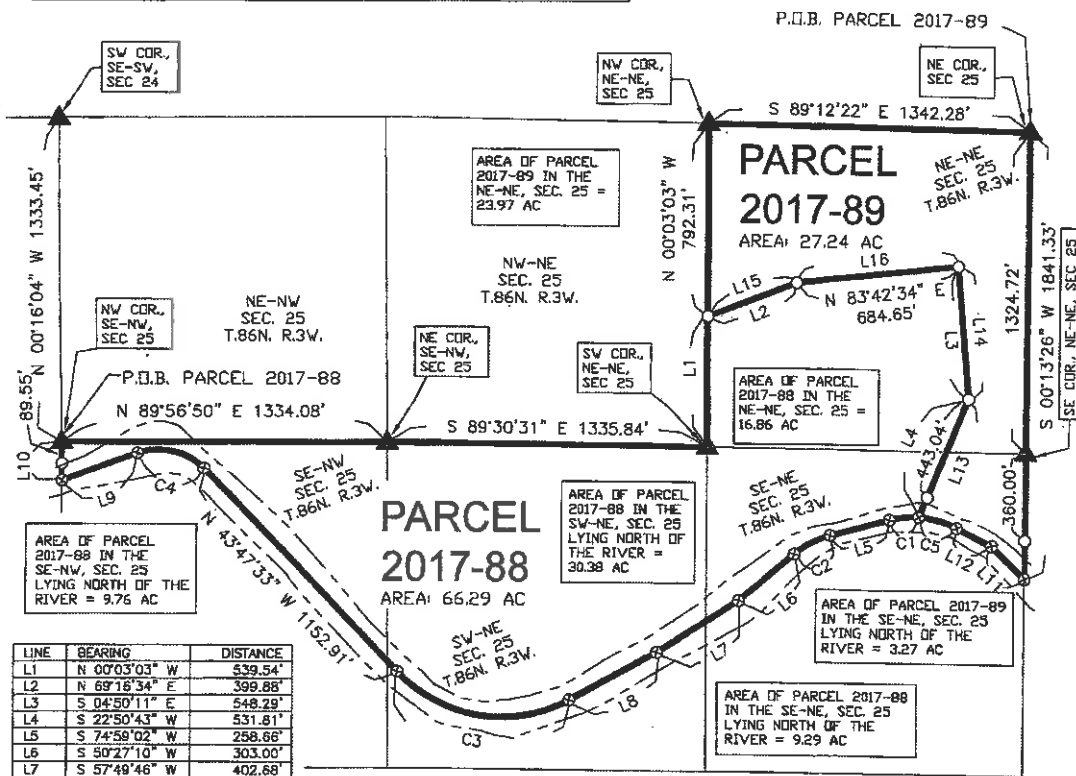 P.O.B. PARCEL 2017-89
SW COR.,
SE-SW,
SEC 24
NW COR.,
NE-NE,
SEC 25
NE COR.,
SEC 25
S 89°12'22" E 1342.28'
N 00°16'04" W 1333.45'
AREA OF PARCEL
2017-89 IN THE
NE-NE, SEC. 25 =
23.97 AC
N 00°03'03" W
792.31'
PARCEL
2017-89
AREA: 27.24 AC
NE-NE
SEC. 25
T.86N. R.3W.
1324.72'
S 00°13'26" W 1841.33'
SE COR., NE-NE, SEC 25
NW-NE
SEC. 25
T.86N. R.3W.
L16
L15
L2
N 83°42'34" E
684.65'
L14
L3
NE-NW
SEC. 25
T.86N. R.3W.
NW COR.,
SE-NW,
SEC 25
NE COR.,
SE-NW,
SEC 25
SW COR.,
NE-NE,
SEC 25
L1
P.O.B. PARCEL 2017-88
AREA OF PARCEL
2017-88 IN THE
NE-NE, SEC. 25 =
16.86 AC
89.55'
N 89°56'50" E 1334.08'
S 89°30'31" E 1335.84'
L4
443.04'
L13
L10
L9
C4
SE-NW
SEC. 25
T.86N. R.3W.
SE-NE
SEC. 25
T.86N. R.3W.
360.00'
PARCEL
2017-88
AREA: 66.29 AC
AREA OF PARCEL
2017-88 IN THE
SW-NE, SEC. 25
LYING NORTH OF
THE RIVER =
30.38 AC
AREA OF PARCEL
2017-88 IN THE
SE-NW, SEC. 25
LYING NORTH OF THE
RIVER = 9.76 AC
N 43°47'33" W 1152.91'
C2
L5
C1
C5
L12
L11
L6
L7
L8
C3
SW-NE
SEC. 25
T.86N. R.3W.
AREA OF PARCEL 2017-89
IN THE SE-NE, SEC. 25
LYING NORTH OF THE
RIVER = 3.27 AC
AREA OF PARCEL 2017-88
IN THE SE-NE, SEC. 25
LYING NORTH OF THE
RIVER = 9.29 AC
LINE BEARING DISTANCE
L1 N 00°03'03" W 539.54'
L2 N 69°16'34" E 399.88'
L3 S 04°50'11" E 548.29'
L4 S 22°50'43" W 531.81'
L5 S 74°59'02" W 258.66'
L6 S 50°27'10" W 303.00'
L7 S 57°49'46" W 402.68'